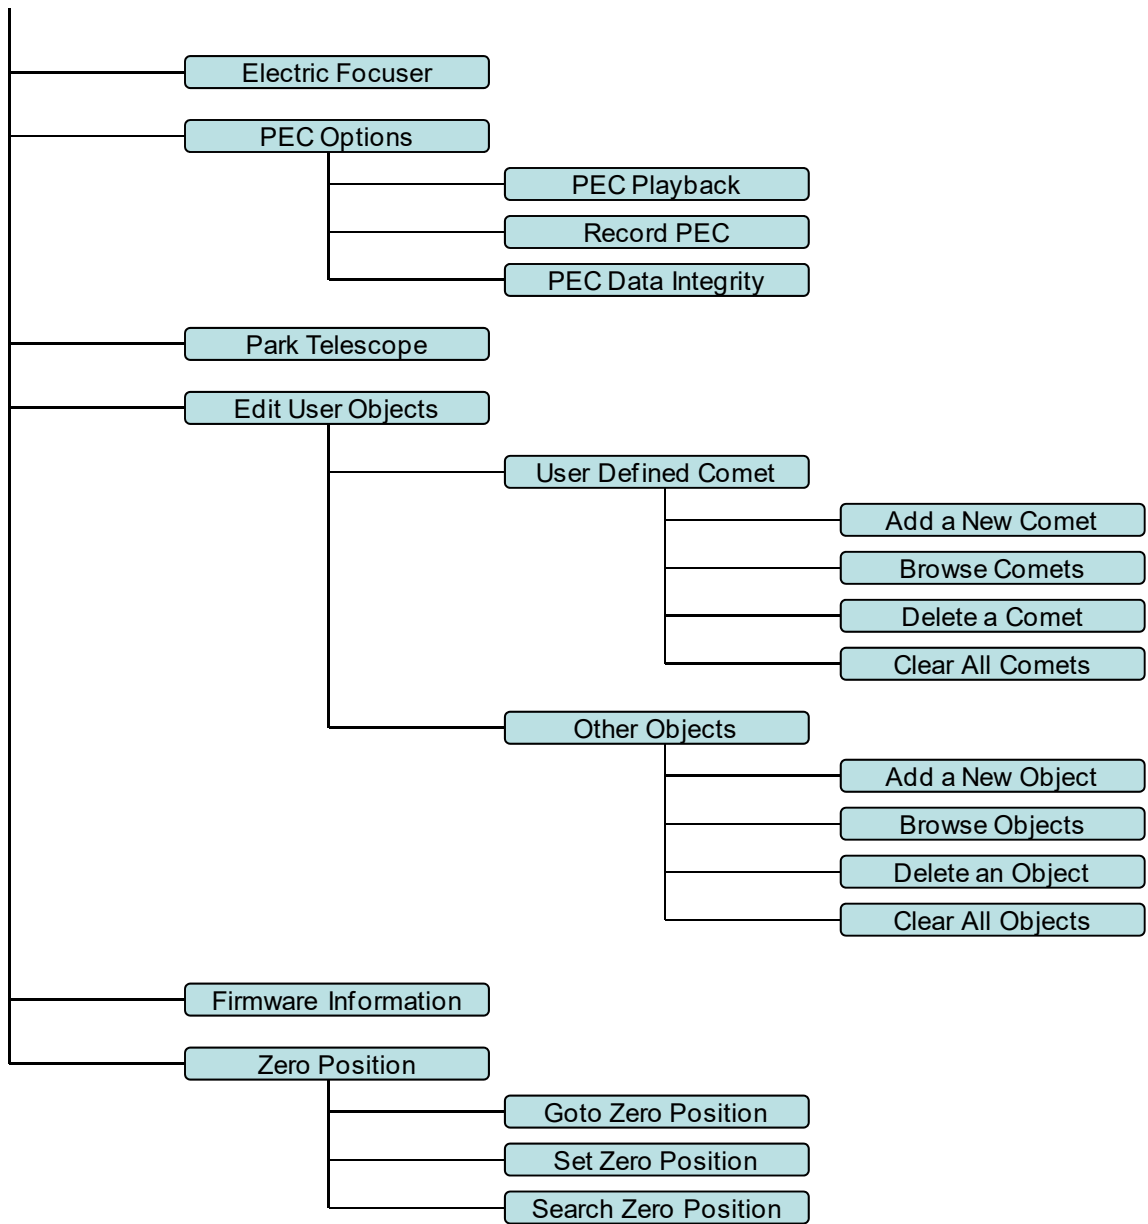 Electric Focuser
PEC Options
PEC Playback
Record PEC
PEC Data Integrity
Park Telescope
Edit User Objects
User Defined Comet
Add a New Comet
Browse Comets
Delete a Comet
Clear All Comets
Other Objects
Add a New Object
Browse Objects
Delete an Object
Clear All Objects
Firmware Information
Zero Position
Goto Zero Position
Set Zero Position
Search Zero Position